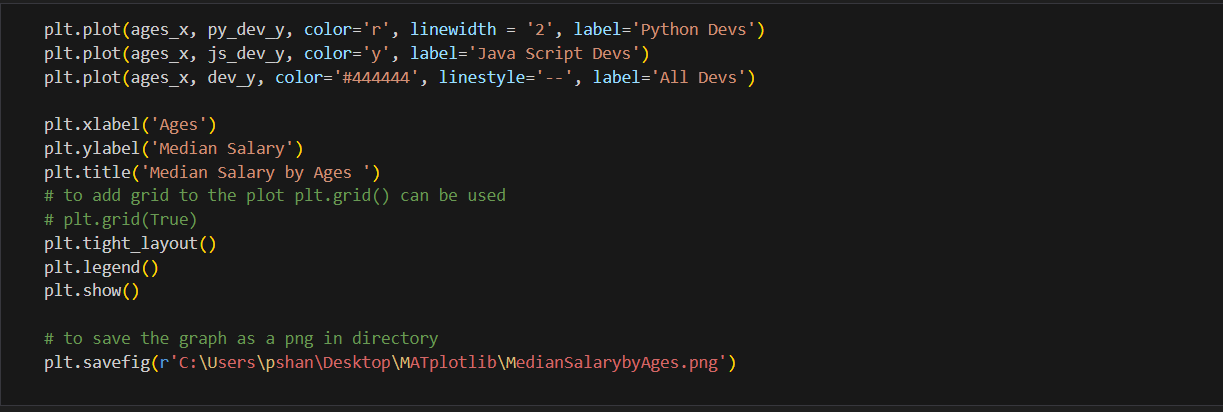 plt.plot(ages_x, py_dev_y, color='r', linewidth = '2', label='Python Devs')
plt.plot(ages_x, js_dev_y, color='y', label='Java Script Devs')
plt.plot(ages_x, dev_y, color='#444444', linestyle='--', label='All Devs')

plt.xlabel('Ages')
plt.ylabel('Median Salary')
plt.title('Median Salary by Ages ')
# to add grid to the plot plt.grid() can be used
# plt.grid(True)
plt.tight_layout()
plt.legend()
plt.show()

# to save the graph as a png in directory
plt.savefig(r'C:\Users\pshan\Desktop\MATplotlib\MedianSalarybyAges.png')